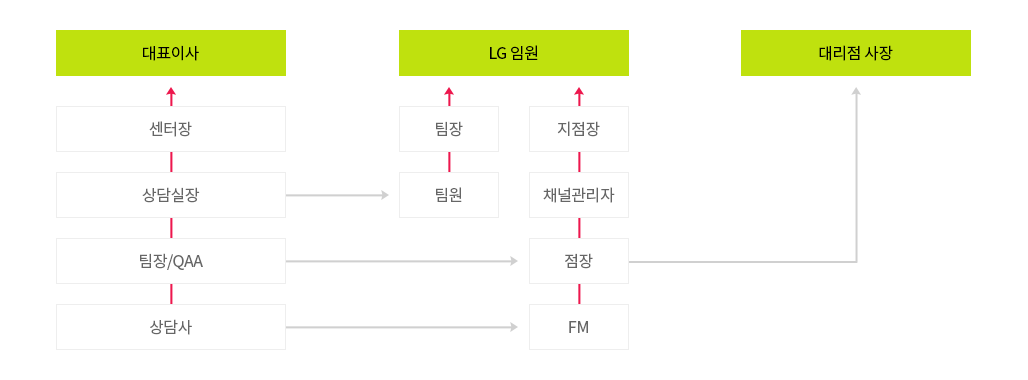 대표이사
LG 임원
대리점 사장
센터장
팀장
지점장
상담실장
팀원
채널관리자
팀장/QAA
점장
상담사
FM